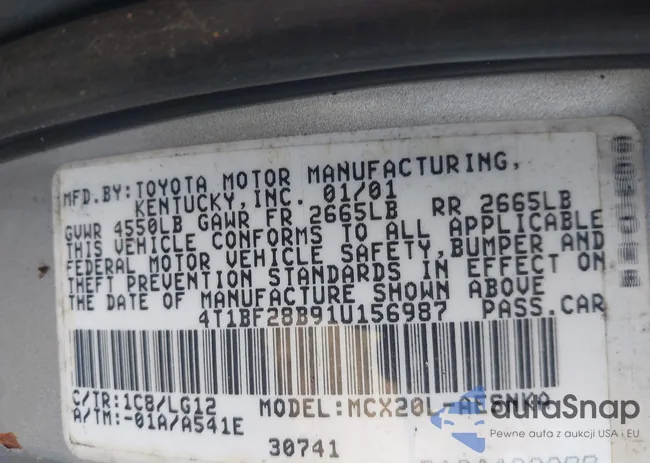 MFD.BY:TOYOTA MOTOR MANUFACTURING,
KENTUCKY,INC. 01/01
GVWR 4550LB GAWR FR 2665LB RR 2665LB
THIS VEHICLE CONFORMS TO ALL APPLICABLE
FEDERAL MOTOR VEHICLE SAFETY,BUMPER AND
THEFT PREVENTION STANDARDS IN EFFECT ON
THE DATE OF MANUFACTURE SHOWN ABOVE
4T1BF28B91U156987 PASS.CAR
C/TR:1C8/LG12 MODEL:MCX20L-AESNKA
A/TM:-01A/A541E
30741
autaSnap
Pewne auta z aukcji USA i EU